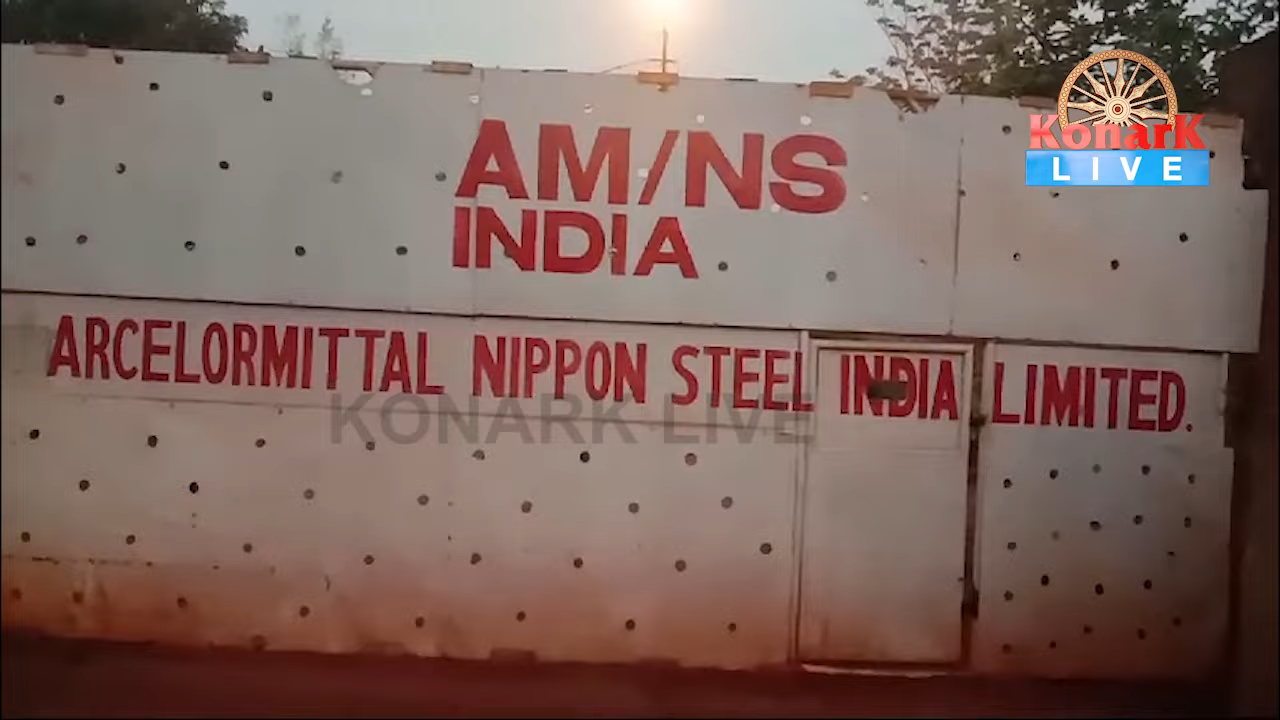 AM/NS
INDIA
Konark
LIVE
ARCELORMITTAL NIPPON STEEL INDIA LIMITED.
KONARK LIVE